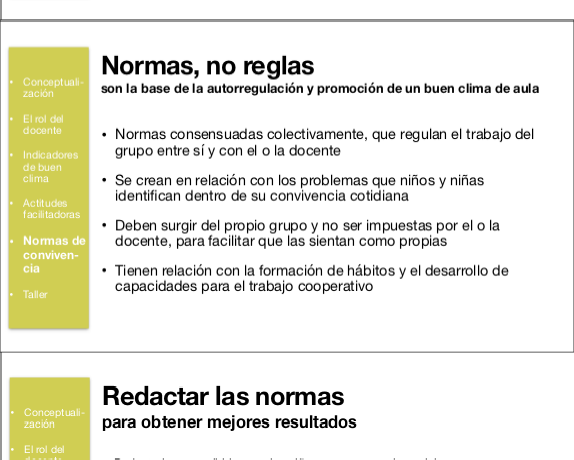 • Conceptuali-
zación
• El rol del
docente
• Indicadores
de buen
clima
• Actitudes
facilitadoras
• Normas de
conviven-
cia
• Taller
Normas, no reglas
son la base de la autorregulación y promoción de un buen clima de aula
• Normas consensuadas colectivamente, que regulan el trabajo del
grupo entre sí y con el o la docente
• Se crean en relación con los problemas que niños y niñas
identifican dentro de su convivencia cotidiana
• Deben surgir del propio grupo y no ser impuestas por el o la
docente, para facilitar que las sientan como propias
• Tienen relación con la formación de hábitos y el desarrollo de
capacidades para el trabajo cooperativo
• Conceptuali-
zación
• El rol del
Redactar las normas
para obtener mejores resultados